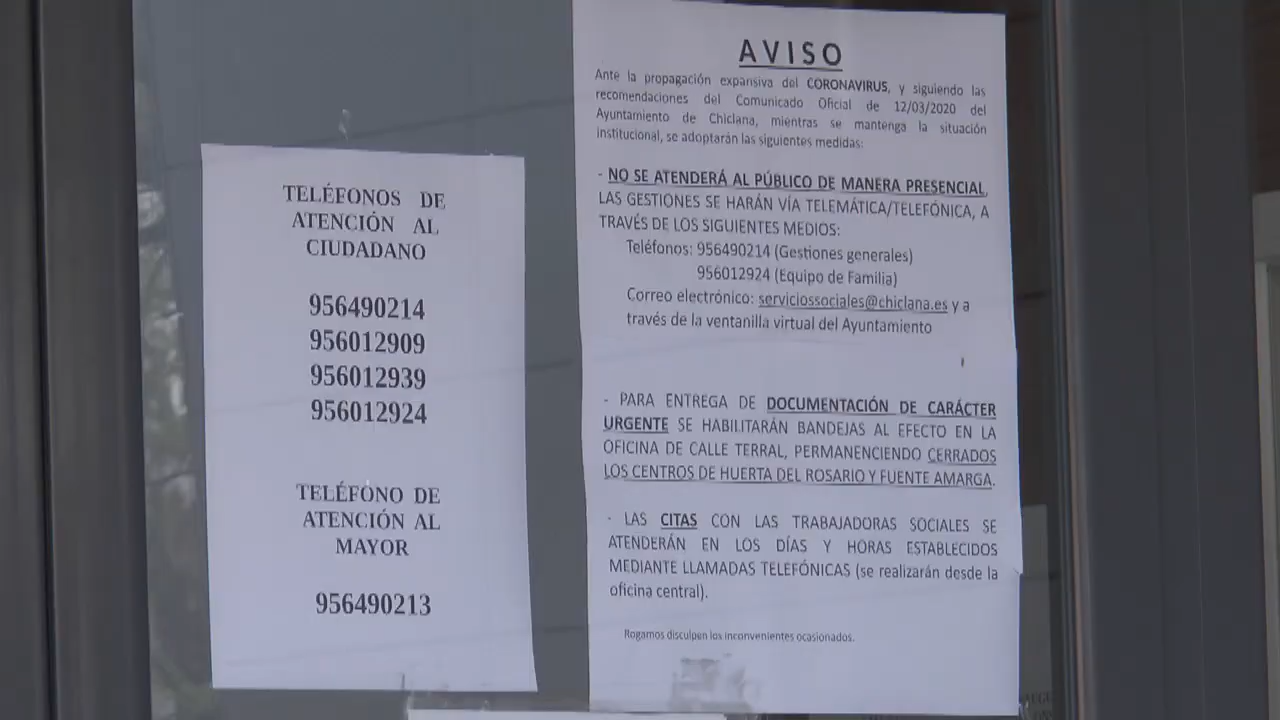 TELÉFONOS DE
ATENCIÓN AL
CIUDADANO
956490214
956012909
956012939
956012924
TELÉFONO DE
ATENCIÓN AL
MAYOR
956490213
AVISO
Ante la propagación expansiva del CORONAVIRUS, y siguiendo las
recomendaciones del Comunicado Oficial de 12/03/2020 del
Ayuntamiento de Chiclana, mientras se mantenga la situación
institucional, se adoptarán las siguientes medidas:
- NO SE ATENDERÁ AL PÚBLICO DE MANERA PRESENCIAL.
LAS GESTIONES SE HARÁN VÍA TELEMÁTICA/TELEFÓNICA, A
TRAVÉS DE LOS SIGUIENTES MEDIOS:
Teléfonos: 956490214 (Gestiones generales)
956012924 (Equipo de Familia)
Correo electrónico: serviciossociales@chiclana.es y a
través de la ventanilla virtual del Ayuntamiento
- PARA ENTREGA DE DOCUMENTACIÓN DE CARÁCTER
URGENTE SE HABILITARÁN BANDEJAS AL EFECTO EN LA
OFICINA DE CALLE TERRAL, PERMANENCIENDO CERRADOS
LOS CENTROS DE HUERTA DEL ROSARIO Y FUENTE AMARGA.
- LAS CITAS CON LAS TRABAJADORAS SOCIALES SE
ATENDERÁN EN LOS DÍAS Y HORAS ESTABLECIDOS
MEDIANTE LLAMADAS TELEFÓNICAS (se realizarán desde la
oficina central).
Rogamos disculpen los inconvenientes ocasionados.